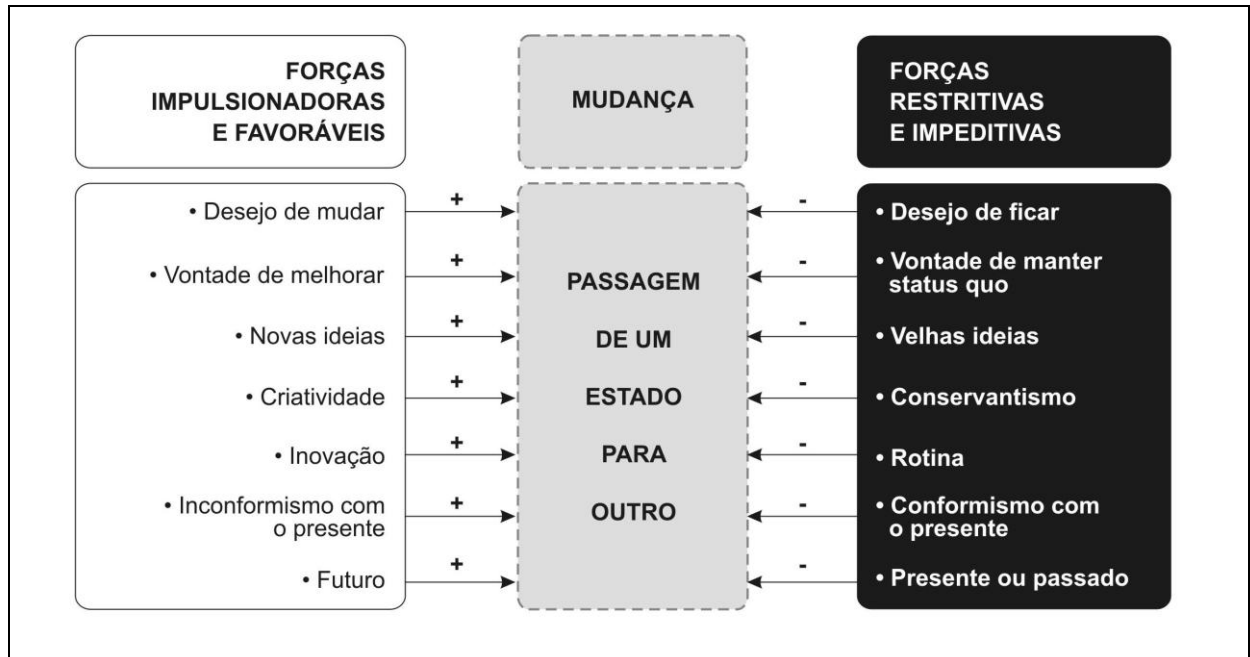 FORÇAS
IMPULSIONADORAS
E FAVORÁVEIS
MUDANÇA
FORÇAS
RESTRITIVAS
E IMPEDITIVAS
• Desejo de mudar
• Vontade de melhorar
• Novas ideias
• Criatividade
• Inovação
• Inconformismo com
o presente
• Futuro
+
+
+
+
+
+
+
PASSAGEM
DE UM
ESTADO
PARA
OUTRO
-
-
-
-
-
-
-
• Desejo de ficar
• Vontade de manter
status quo
• Velhas ideias
• Conservantismo
• Rotina
• Conformismo com
o presente
• Presente ou passado